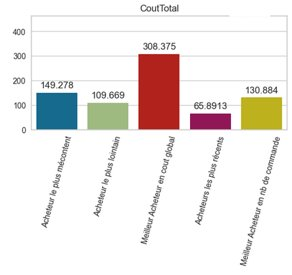 CoutTotal
400
300
200
100
0
149.278
109.669
308.375
65.8913
130.884
Acheteur le plus mécontent
Acheteur le plus lointain
Meilleur Acheteur en cout global
Acheteurs les plus récents
Meilleur Acheteur en nb de commande